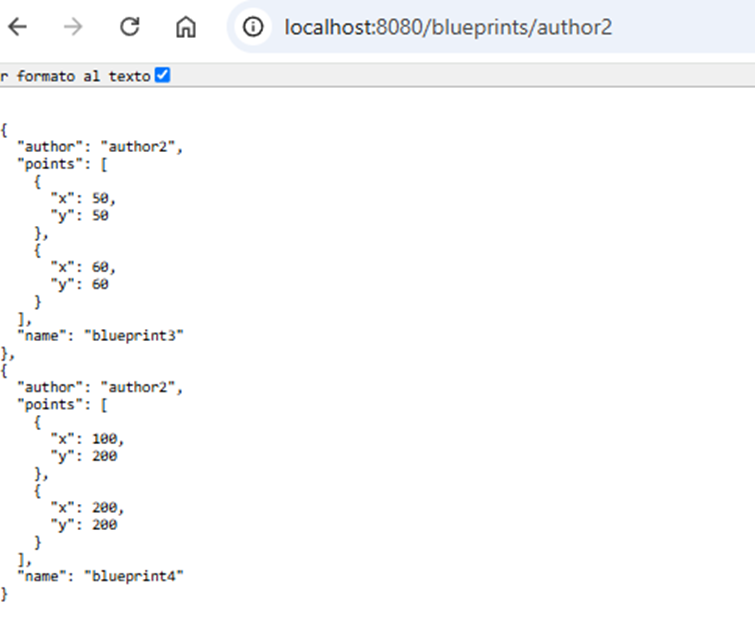 localhost:8080/blueprints/author2
r formato al texto
{
"author": "author2",
"points": [
{
"x": 50,
"y": 50
},
{
"x": 60,
"y": 60
}
],
"name": "blueprint3"
},
{
"author": "author2",
"points": [
{
"x": 100,
"y": 200
},
{
"x": 200,
"y": 200
}
],
"name": "blueprint4"
}